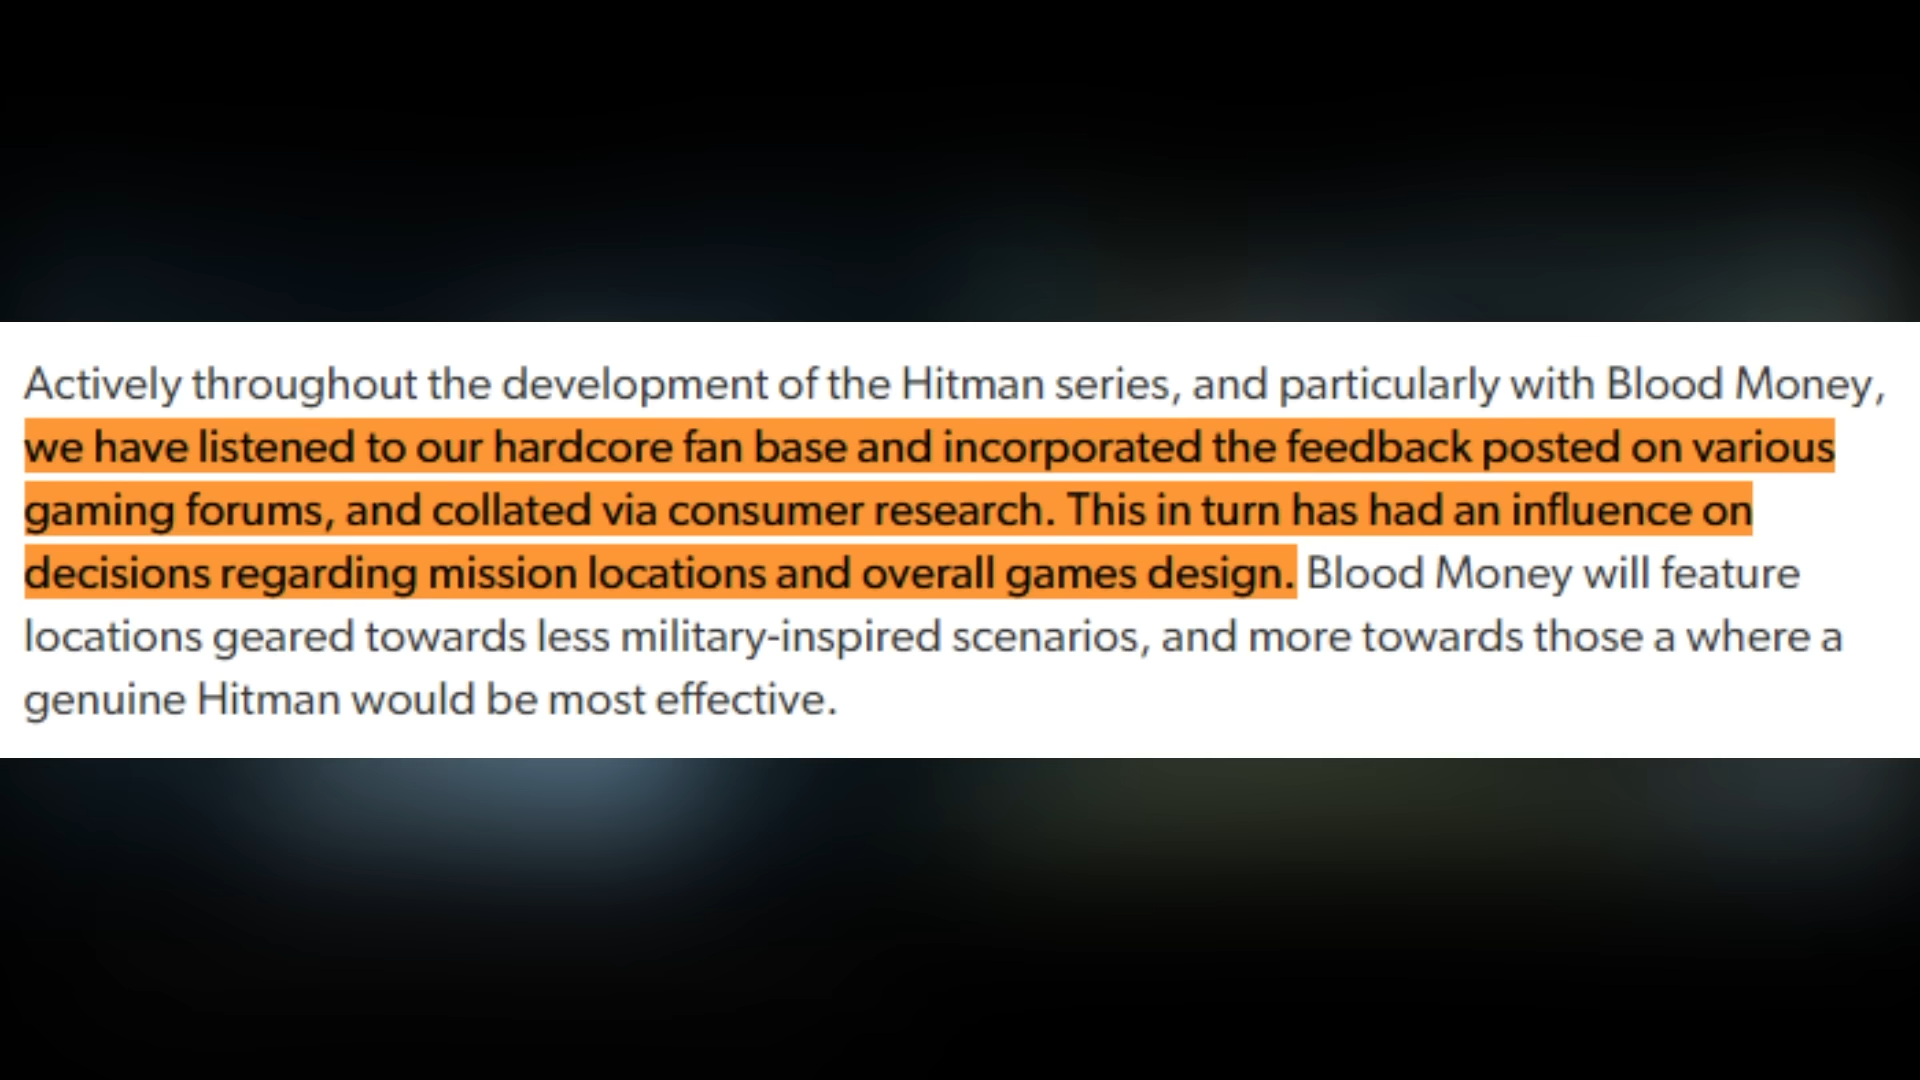 Actively throughout the development of the Hitman series, and particularly with Blood Money,
we have listened to our hardcore fan base and incorporated the feedback posted on various
gaming forums, and collated via consumer research. This in turn has had an influence on
decisions regarding mission locations and overall games design. Blood Money will feature
locations geared towards less military-inspired scenarios, and more towards those a where a
genuine Hitman would be most effective.